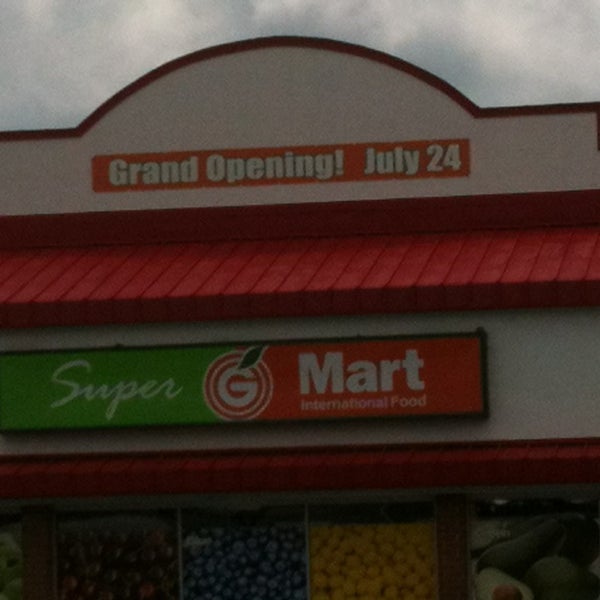 Grand Opening! July 24
Super G Mart
International Food